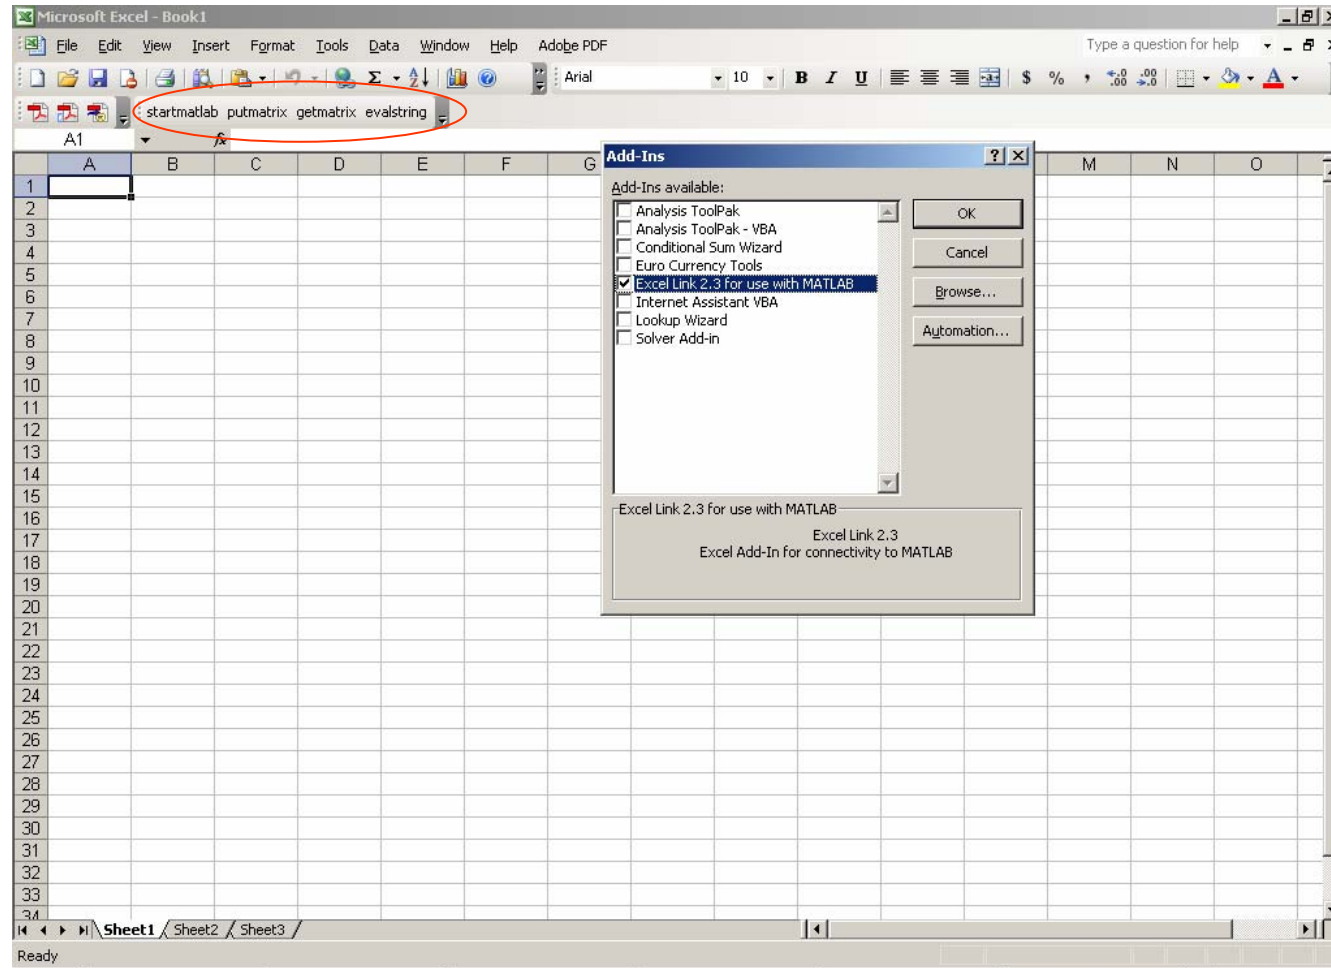 Microsoft Excel - Book1
File Edit View Insert Format Tools Data Window Help Adobe PDF Type a question for help
Arial 10 B I U $ % , .00 .00 A
startmatlab putmatrix getmatrix evalstring
A1 fx
A B C D E F G M N O
Add-Ins
Add-Ins available:
Analysis ToolPak
Analysis ToolPak - VBA
Conditional Sum Wizard
Euro Currency Tools
Excel Link 2.3 for use with MATLAB
Internet Assistant VBA
Lookup Wizard
Solver Add-in
OK
Cancel
Browse...
Automation...
Excel Link 2.3 for use with MATLAB
Excel Link 2.3
Excel Add-In for connectivity to MATLAB
1
2
3
4
5
6
7
8
9
10
11
12
13
14
15
16
17
18
19
20
21
22
23
24
25
26
27
28
29
30
31
32
33
34
Sheet1 Sheet2 Sheet3
Ready